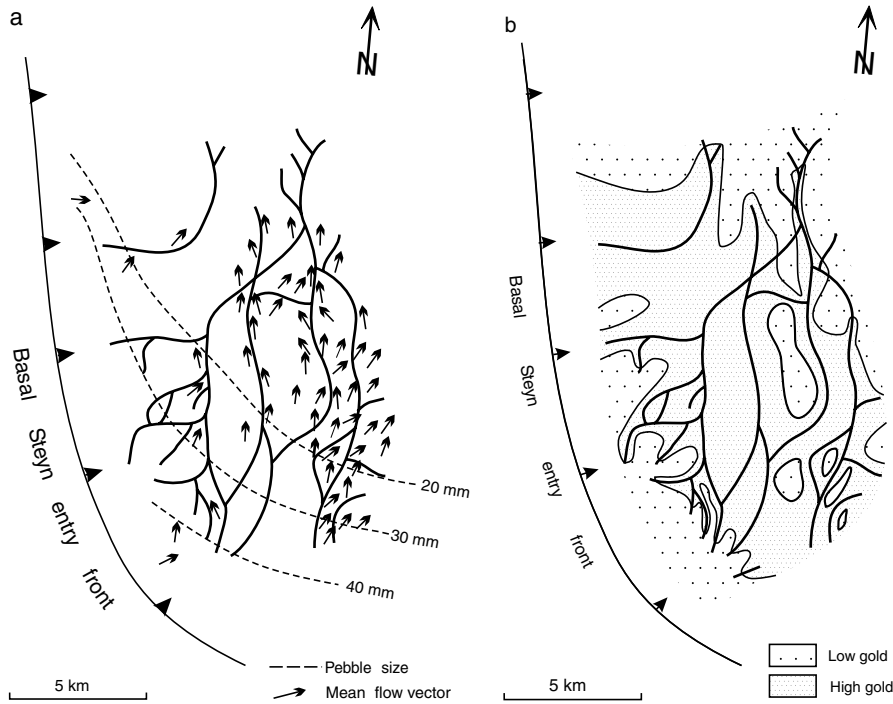 a
N
Basal Steyn entry front
20 mm
30 mm
40 mm
5 km
Pebble size
Mean flow vector
b
N
Basal Steyn entry front
5 km
Low gold
High gold